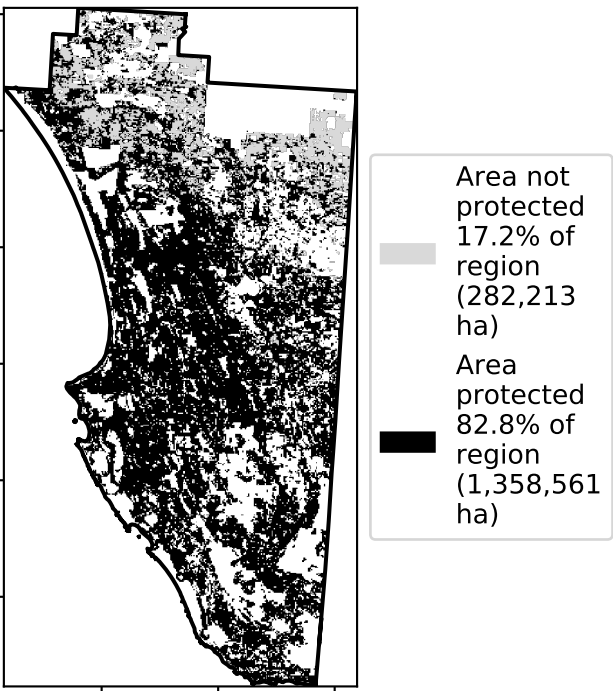 Area not
protected
17.2% of
region
(282,213
ha)
Area
protected
82.8% of
region
(1,358,561
ha)